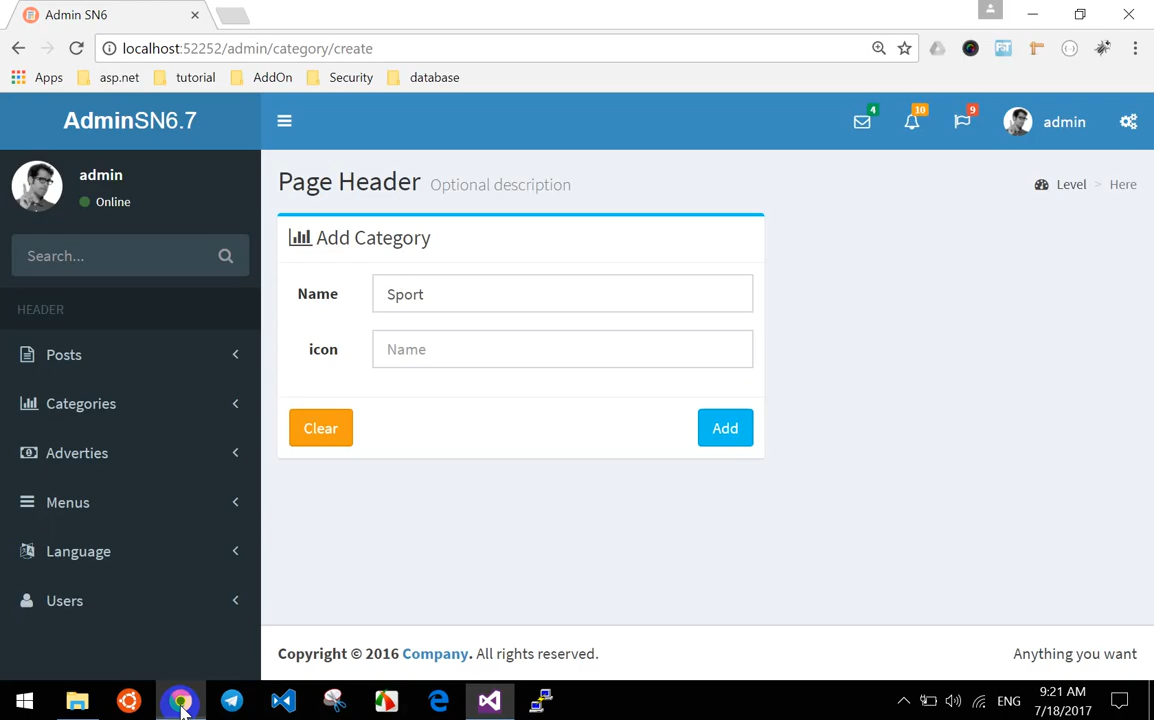 Admin SN6
localhost:52252/admin/category/create
Apps asp.net tutorial AddOn Security database
AdminSN6.7
4 10 9 admin
admin
Online
Search...
HEADER
Posts
Categories
Adverties
Menus
Language
Users
Page Header Optional description
Level > Here
Add Category
Name Sport
icon Name
Clear Add
Copyright © 2016 Company. All rights reserved. Anything you want
ENG
9:21 AM
7/18/2017